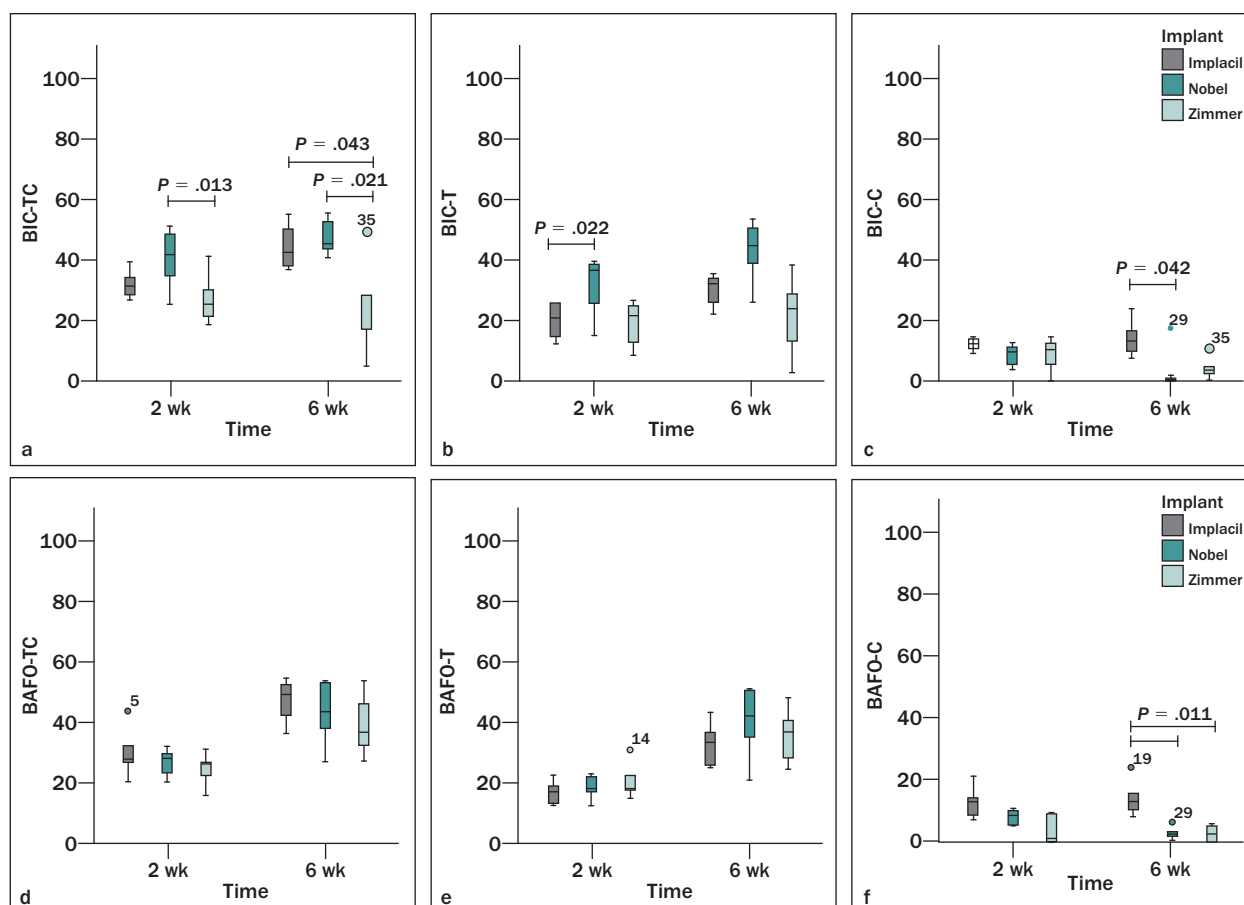 100
80
60
40
20
0
BIC-TC
P = .013
P = .043
P = .021
35
2 wk
6 wk
Time
a
100
80
60
40
20
0
BIC-T
P = .022
2 wk
6 wk
Time
b
Implant
Implacil
Nobel
Zimmer
100
80
60
40
20
0
BIC-C
P = .042
29
35
2 wk
6 wk
Time
c
100
80
60
40
20
0
BAFO-TC
5
2 wk
6 wk
Time
d
100
80
60
40
20
0
BAFO-T
14
2 wk
6 wk
Time
e
Implant
Implacil
Nobel
Zimmer
100
80
60
40
20
0
BAFO-C
P = .011
19
29
2 wk
6 wk
Time
f